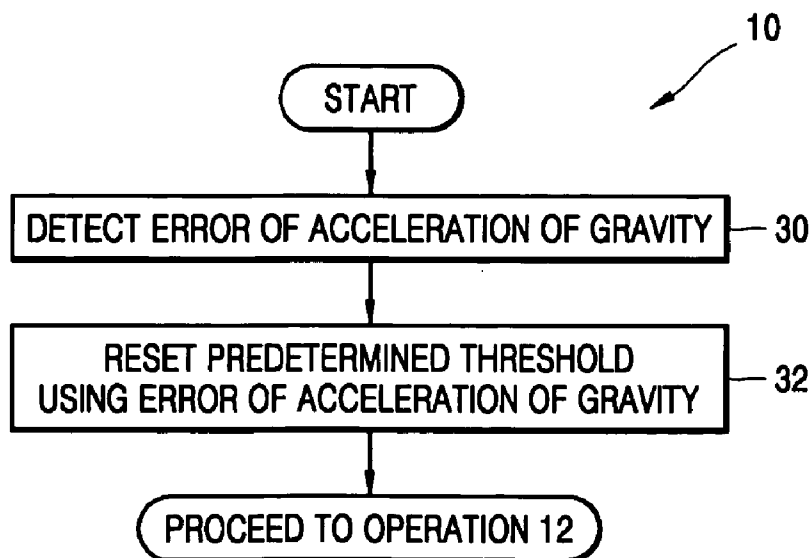 10
START
DETECT ERROR OF ACCELERATION OF GRAVITY
30
RESET PREDETERMINED THRESHOLD
USING ERROR OF ACCELERATION OF GRAVITY
32
PROCEED TO OPERATION 12